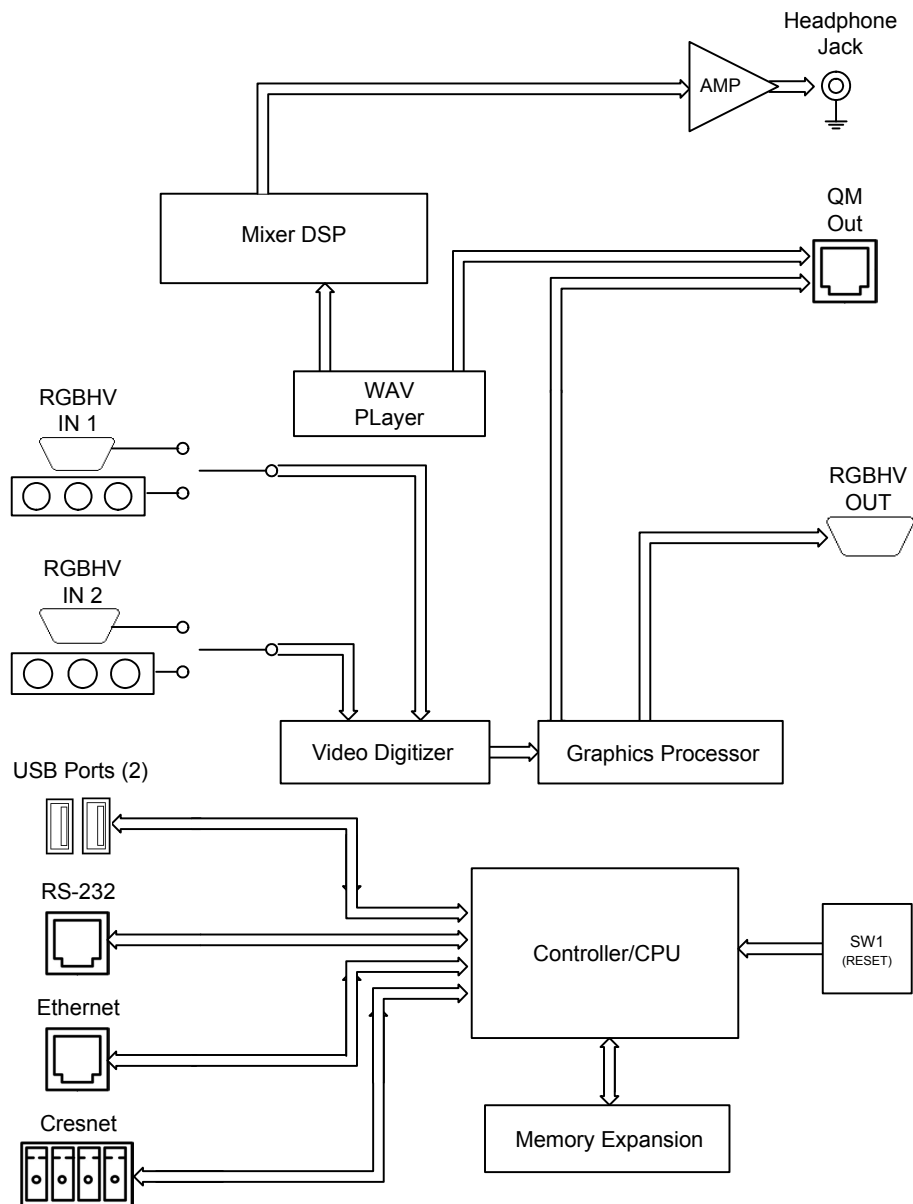 Headphone
Jack
AMP
QM
Out
Mixer DSP
WAV
PLayer
RGBHV
IN 1
RGBHV
OUT
RGBHV
IN 2
Video Digitizer
Graphics Processor
USB Ports (2)
RS-232
Controller/CPU
SW1
(RESET)
Ethernet
Cresnet
Memory Expansion